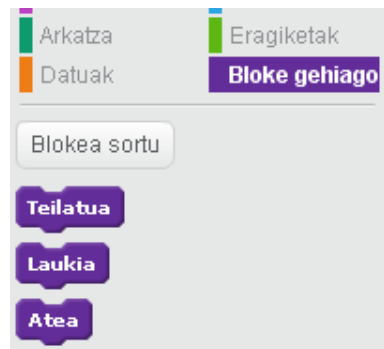 Arkatza Eragiketak
Datuak Bloke gehiago
Blokea sortu
Teilatua
Laukia
Atea